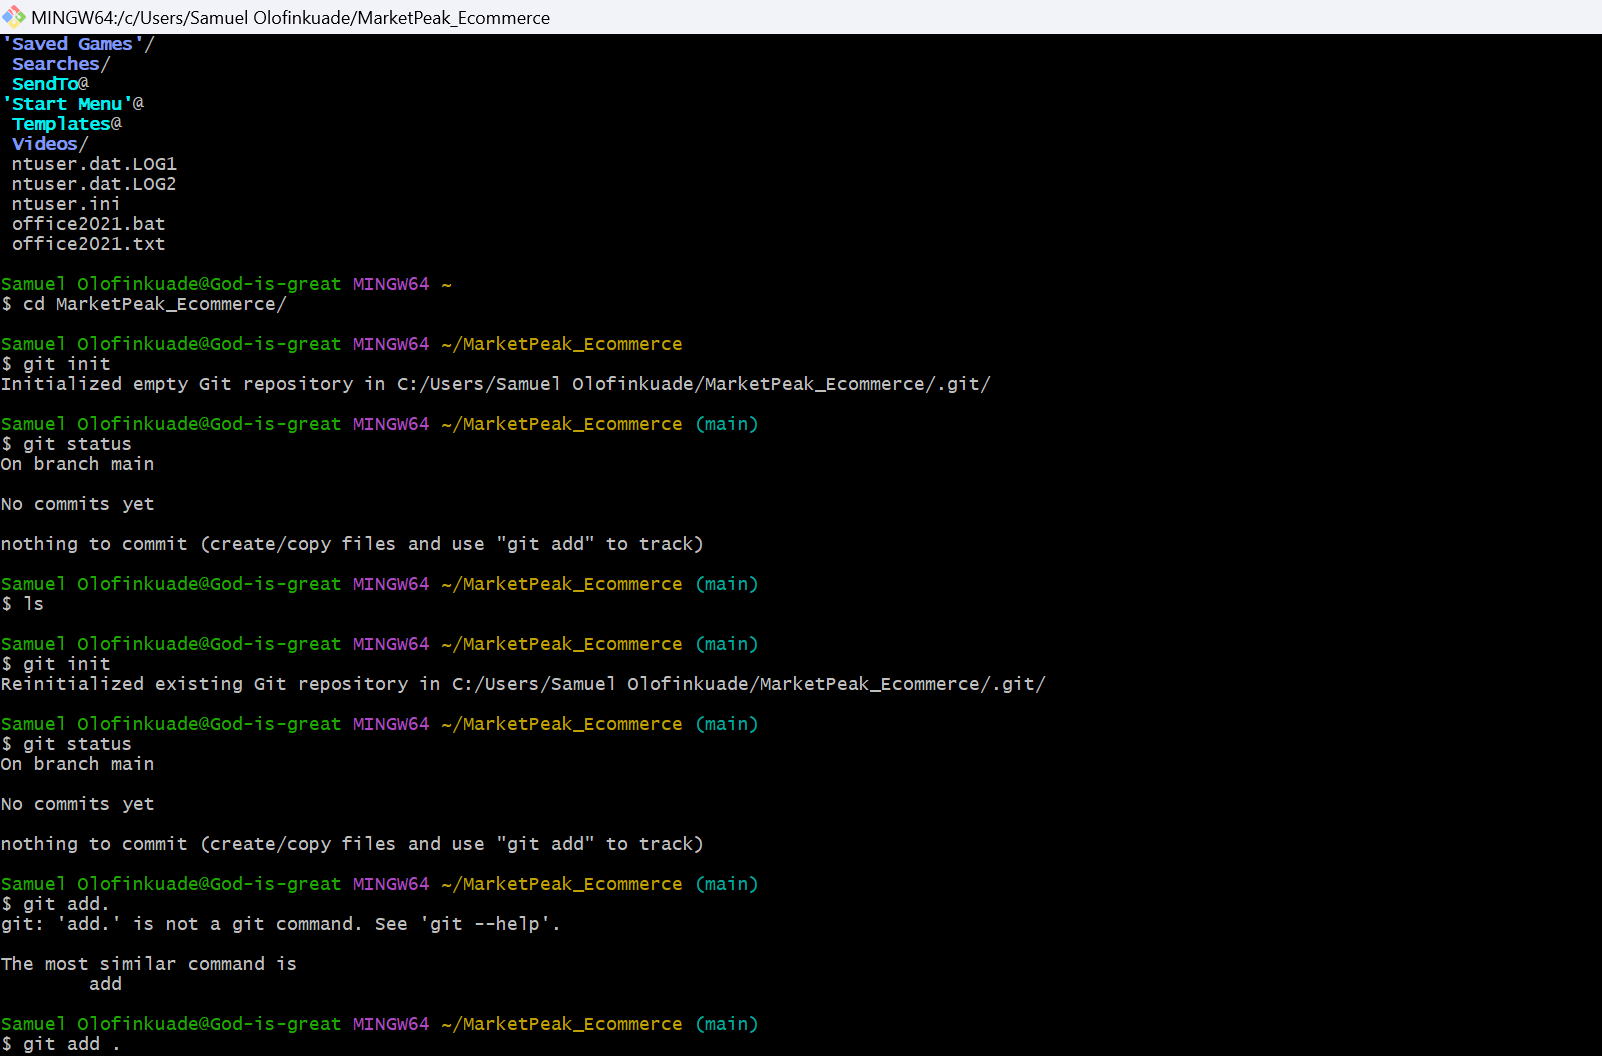 MINGW64:/c/Users/Samuel Olofinkuade/MarketPeak_Ecommerce
'Saved Games'/
Searches/
SendTo@
'Start Menu'@
Templates@
Videos/
ntuser.dat.LOG1
ntuser.dat.LOG2
ntuser.ini
office2021.bat
office2021.txt
Samuel Olofinkuade@God-is-great MINGW64 ~
$ cd MarketPeak_Ecommerce/
Samuel Olofinkuade@God-is-great MINGW64 ~/MarketPeak_Ecommerce
$ git init
Initialized empty Git repository in C:/Users/Samuel Olofinkuade/MarketPeak_Ecommerce/.git/
Samuel Olofinkuade@God-is-great MINGW64 ~/MarketPeak_Ecommerce (main)
$ git status
On branch main
No commits yet
nothing to commit (create/copy files and use "git add" to track)
Samuel Olofinkuade@God-is-great MINGW64 ~/MarketPeak_Ecommerce (main)
$ ls
Samuel Olofinkuade@God-is-great MINGW64 ~/MarketPeak_Ecommerce (main)
$ git init
Reinitialized existing Git repository in C:/Users/Samuel Olofinkuade/MarketPeak_Ecommerce/.git/
Samuel Olofinkuade@God-is-great MINGW64 ~/MarketPeak_Ecommerce (main)
$ git status
On branch main
No commits yet
nothing to commit (create/copy files and use "git add" to track)
Samuel Olofinkuade@God-is-great MINGW64 ~/MarketPeak_Ecommerce (main)
$ git add.
git: 'add.' is not a git command. See 'git --help'.
The most similar command is
add
Samuel Olofinkuade@God-is-great MINGW64 ~/MarketPeak_Ecommerce (main)
$ git add .